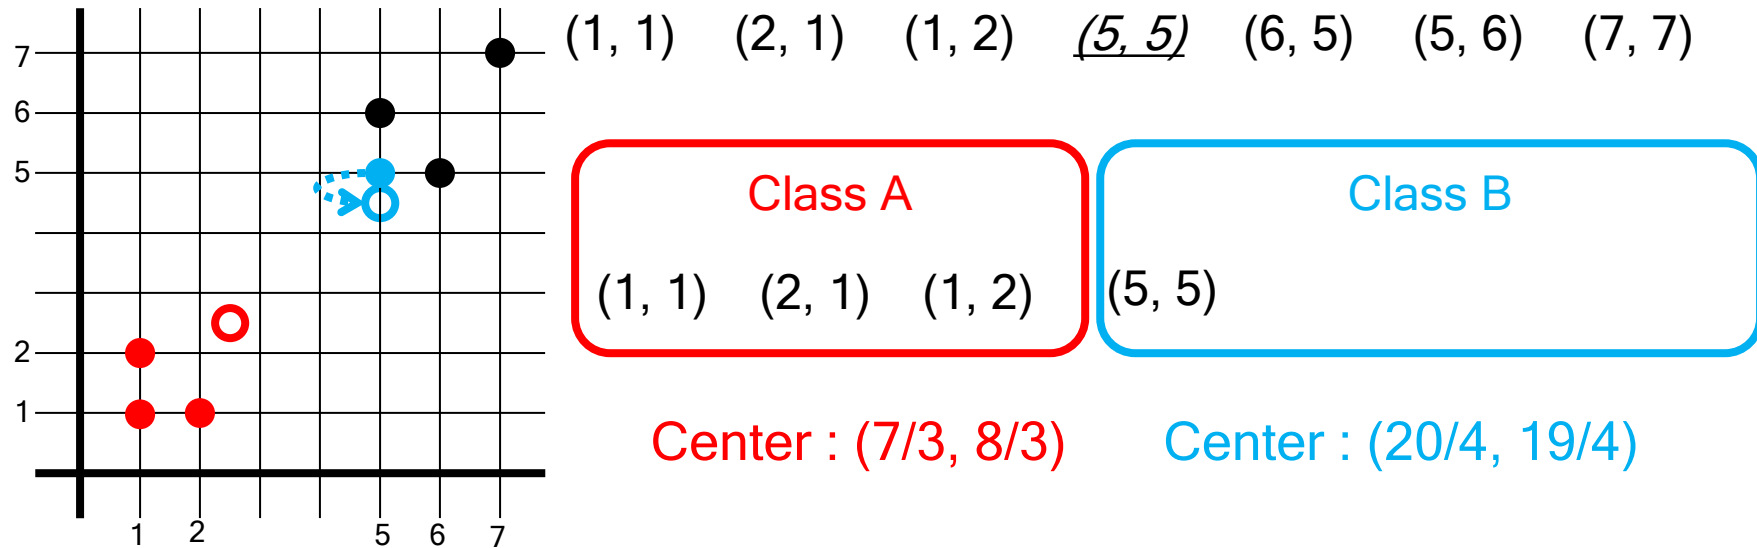 (1, 1) (2, 1) (1, 2) (5, 5) (6, 5) (5, 6) (7, 7)
7
6
5
2
1
1 2 5 6 7
Class A
(1, 1) (2, 1) (1, 2)
Center : (7/3, 8/3)
Class B
(5, 5)
Center : (20/4, 19/4)